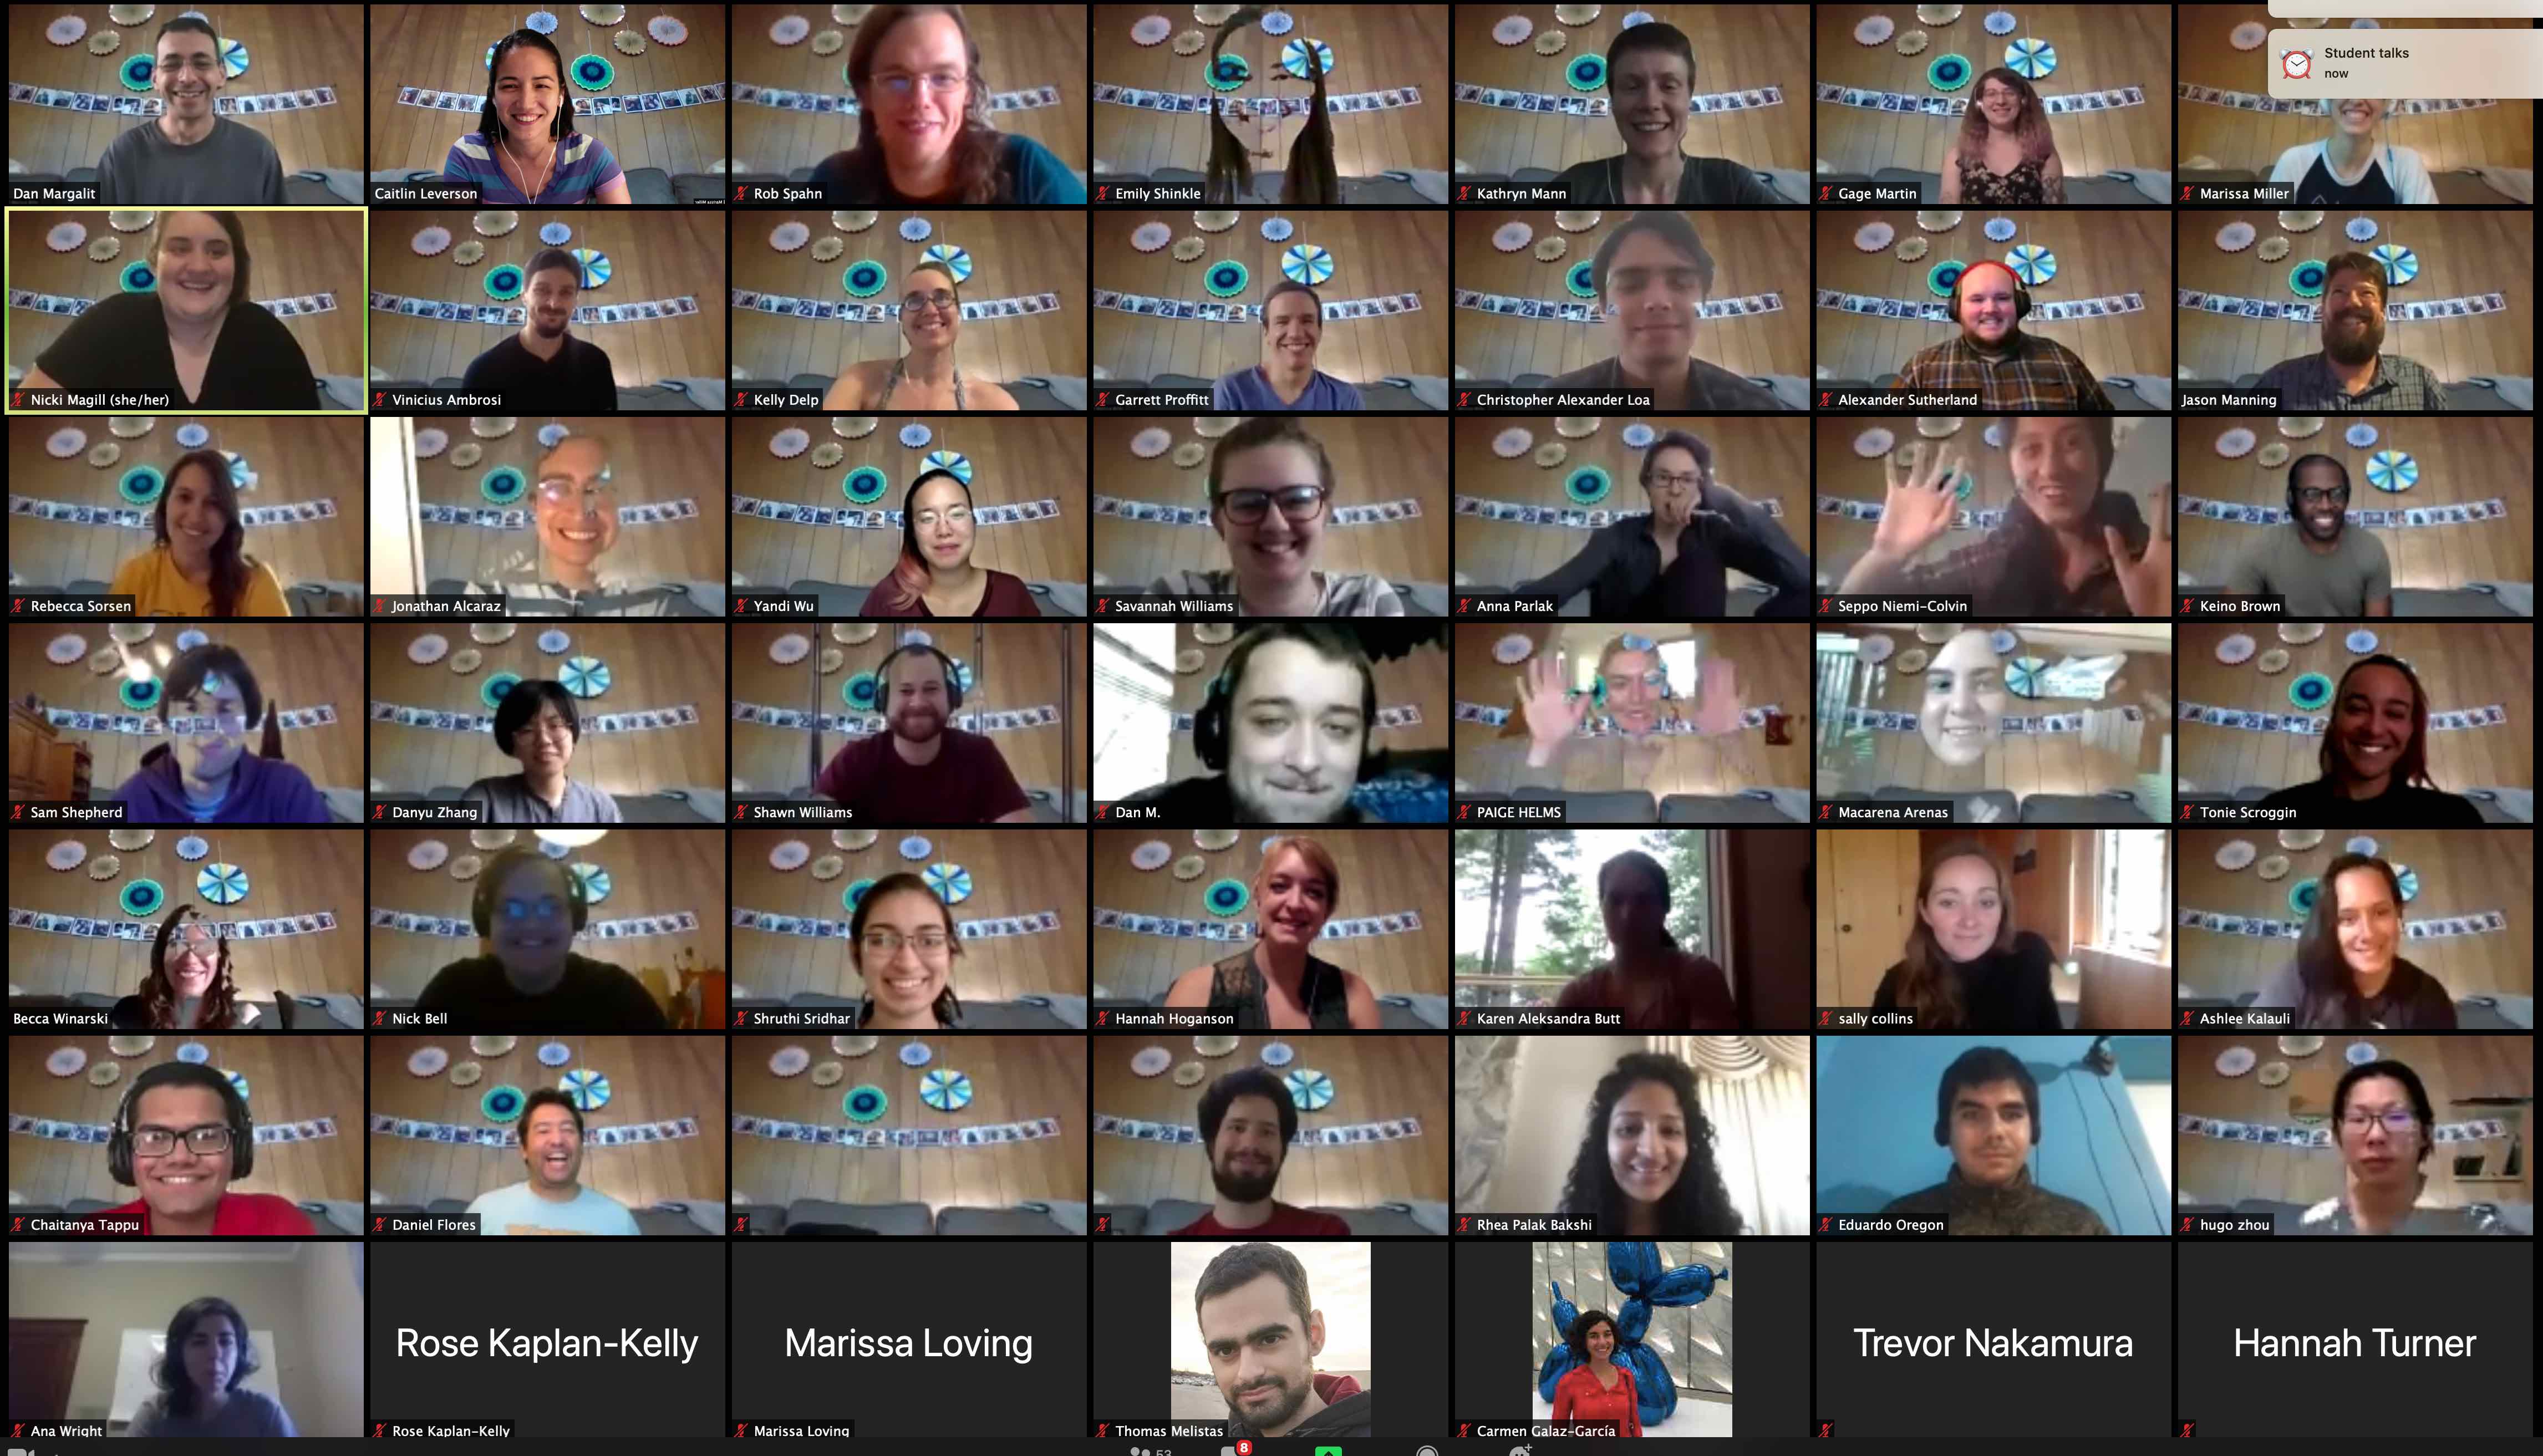 Student talks
now
Dan Margalit
Caitlin Leverson
Rob Spahn
Emily Shinkle
Kathryn Mann
Gage Martin
Marissa Miller
Nicki Magill (she/her)
Vinicius Ambrosi
Kelly Delp
Garrett Proffitt
Christopher Alexander Loa
Alexander Sutherland
Jason Manning
Rebecca Sorsen
Jonathan Alcaraz
Yandi Wu
Savannah Williams
Anna Parlak
Seppo Niemi-Colvin
Keino Brown
Sam Shepherd
Danyu Zhang
Shawn Williams
Dan M.
PAIGE HELMS
Macarena Arenas
Tonie Scroggin
Becca Winarski
Nick Bell
Shruthi Sridhar
Hannah Hoganson
Karen Aleksandra Butt
sally collins
Ashlee Kalauli
Chaitanya Tappu
Daniel Flores
Rhea Palak Bakshi
Eduardo Oregon
hugo zhou
Rose Kaplan-Kelly
Marissa Loving
Trevor Nakamura
Hannah Turner
Ana Wright
Rose Kaplan-Kelly
Marissa Loving
Thomas Melistas
Carmen Galaz-García
53
8